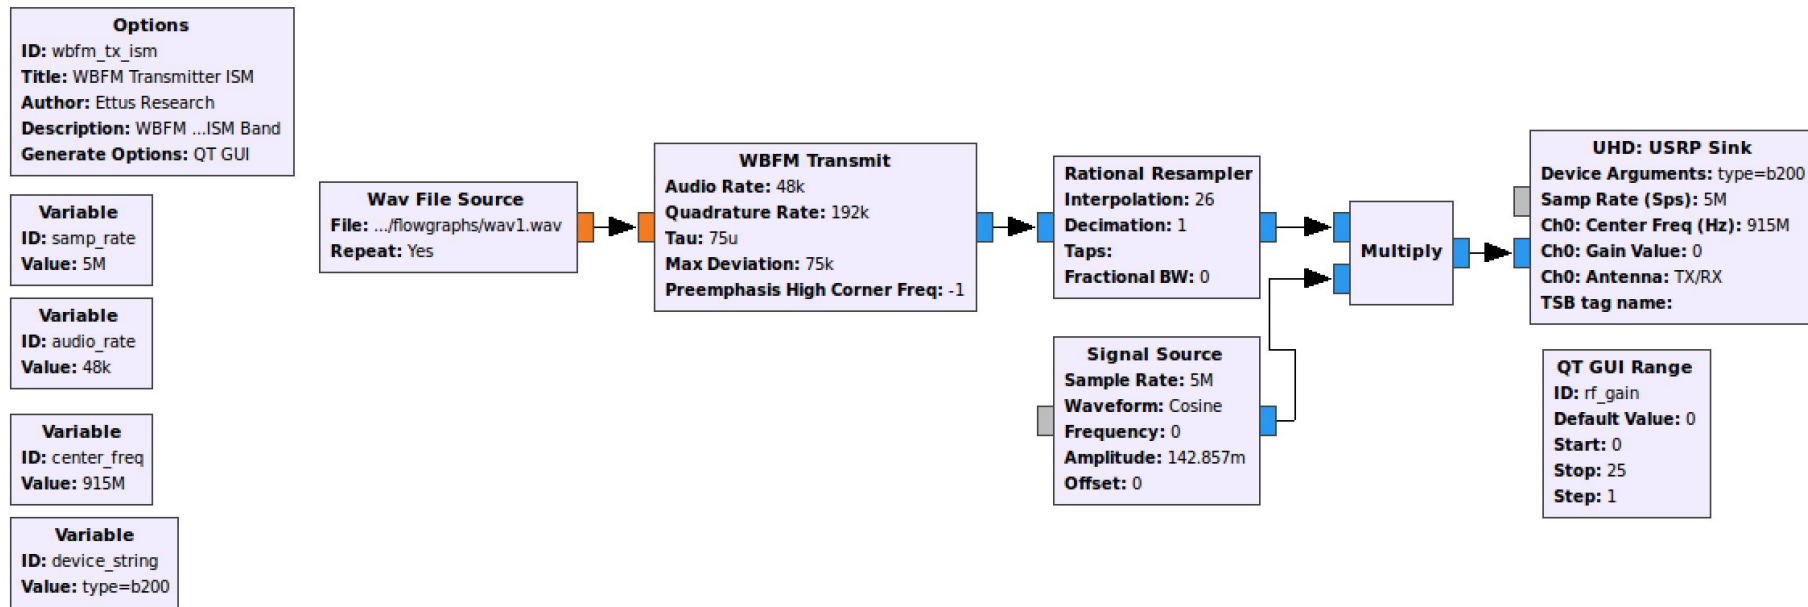 Options
ID: wbfm_tx_ism
Title: WBFM Transmitter ISM
Author: Ettus Research
Description: WBFM ...ISM Band
Generate Options: QT GUI
Variable
ID: samp_rate
Value: 5M
Variable
ID: audio_rate
Value: 48k
Variable
ID: center_freq
Value: 915M
Variable
ID: device_string
Value: type=b200
Wav File Source
File: .../flowgraphs/wav1.wav
Repeat: Yes
WBFM Transmit
Audio Rate: 48k
Quadrature Rate: 192k
Tau: 75u
Max Deviation: 75k
Preemphasis High Corner Freq: -1
Rational Resampler
Interpolation: 26
Decimation: 1
Taps:
Fractional BW: 0
Signal Source
Sample Rate: 5M
Waveform: Cosine
Frequency: 0
Amplitude: 142.857m
Offset: 0
Multiply
UHD: USRP Sink
Device Arguments: type=b200
Samp Rate (Sps): 5M
Ch0: Center Freq (Hz): 915M
Ch0: Gain Value: 0
Ch0: Antenna: TX/RX
TSB tag name:
QT GUI Range
ID: rf_gain
Default Value: 0
Start: 0
Stop: 25
Step: 1